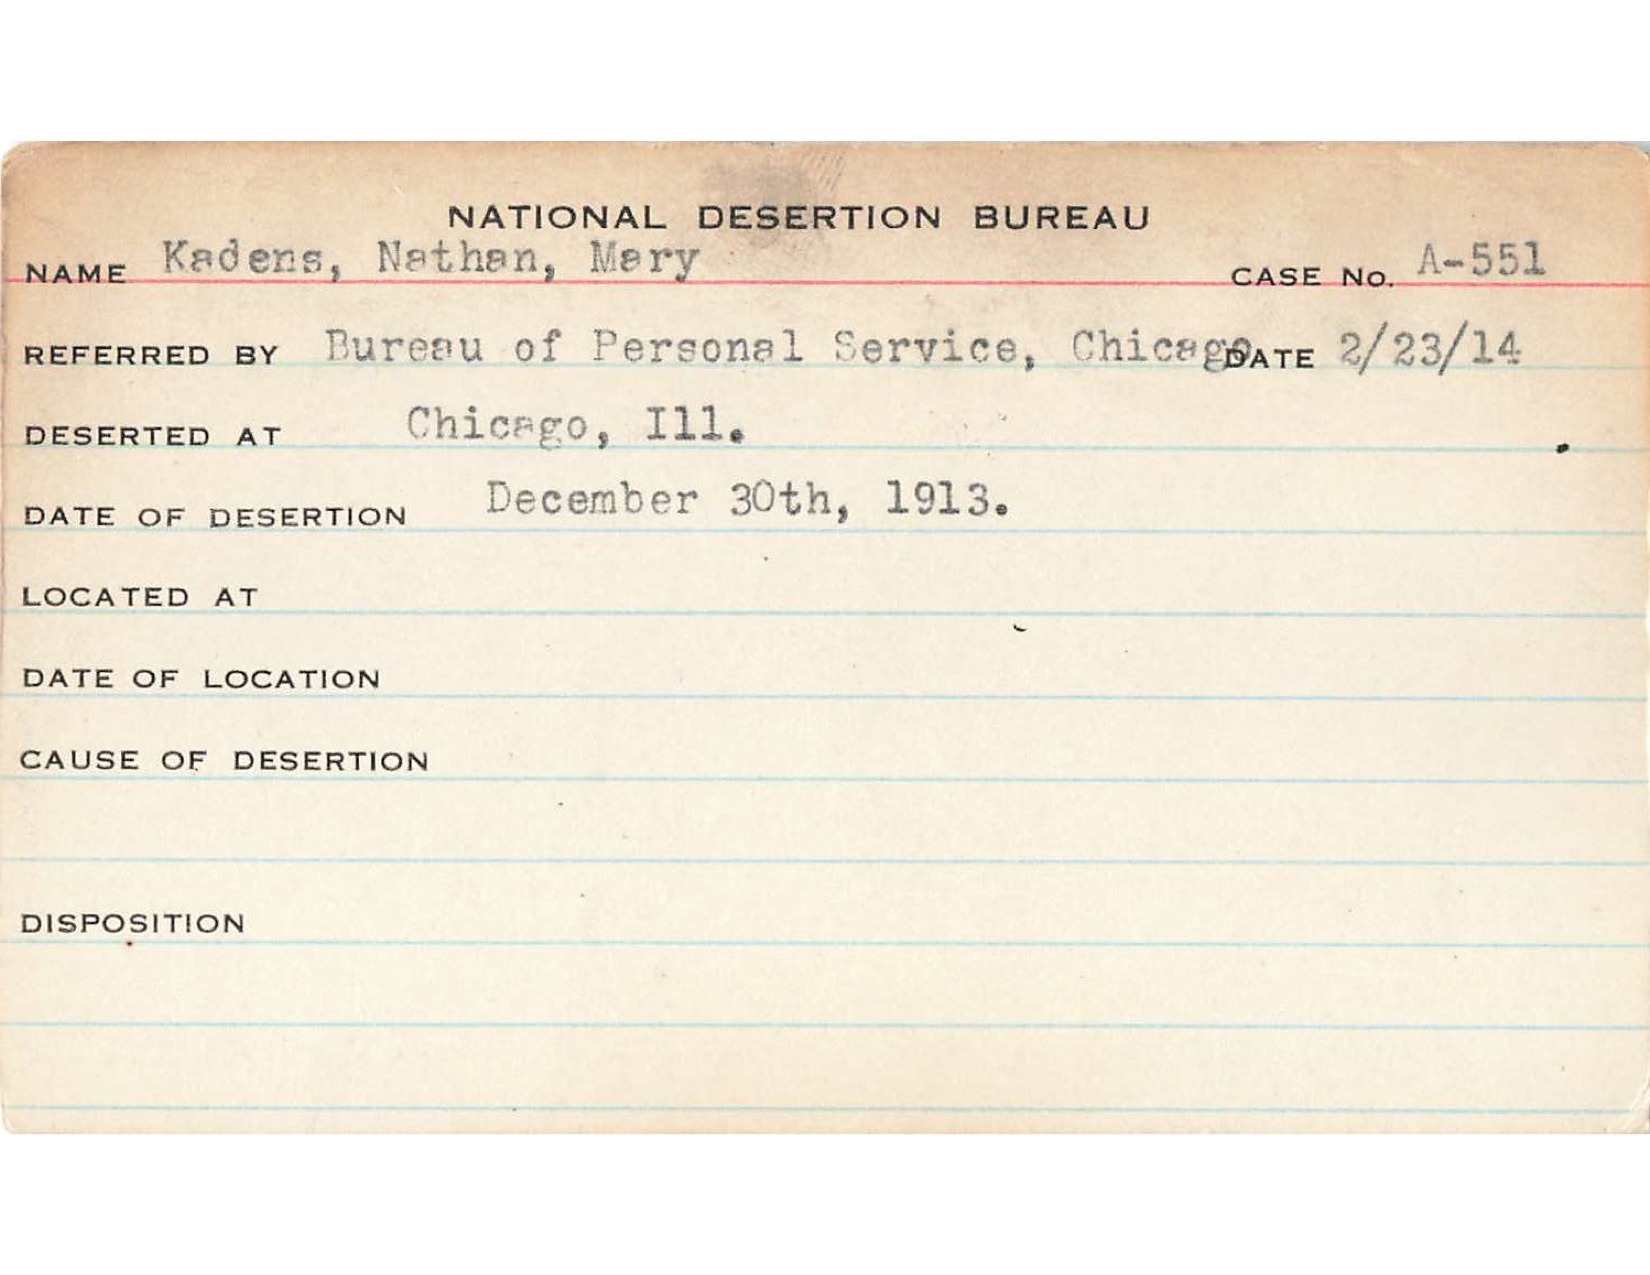 NATIONAL DESERTION BUREAU
NAME Kadens, Nathan, Mary CASE No. A-551
REFERRED BY Bureau of Personal Service, Chicago DATE 2/23/14
DESERTED AT Chicago, Ill.
DATE OF DESERTION December 30th, 1913.
LOCATED AT
DATE OF LOCATION
CAUSE OF DESERTION
DISPOSITION